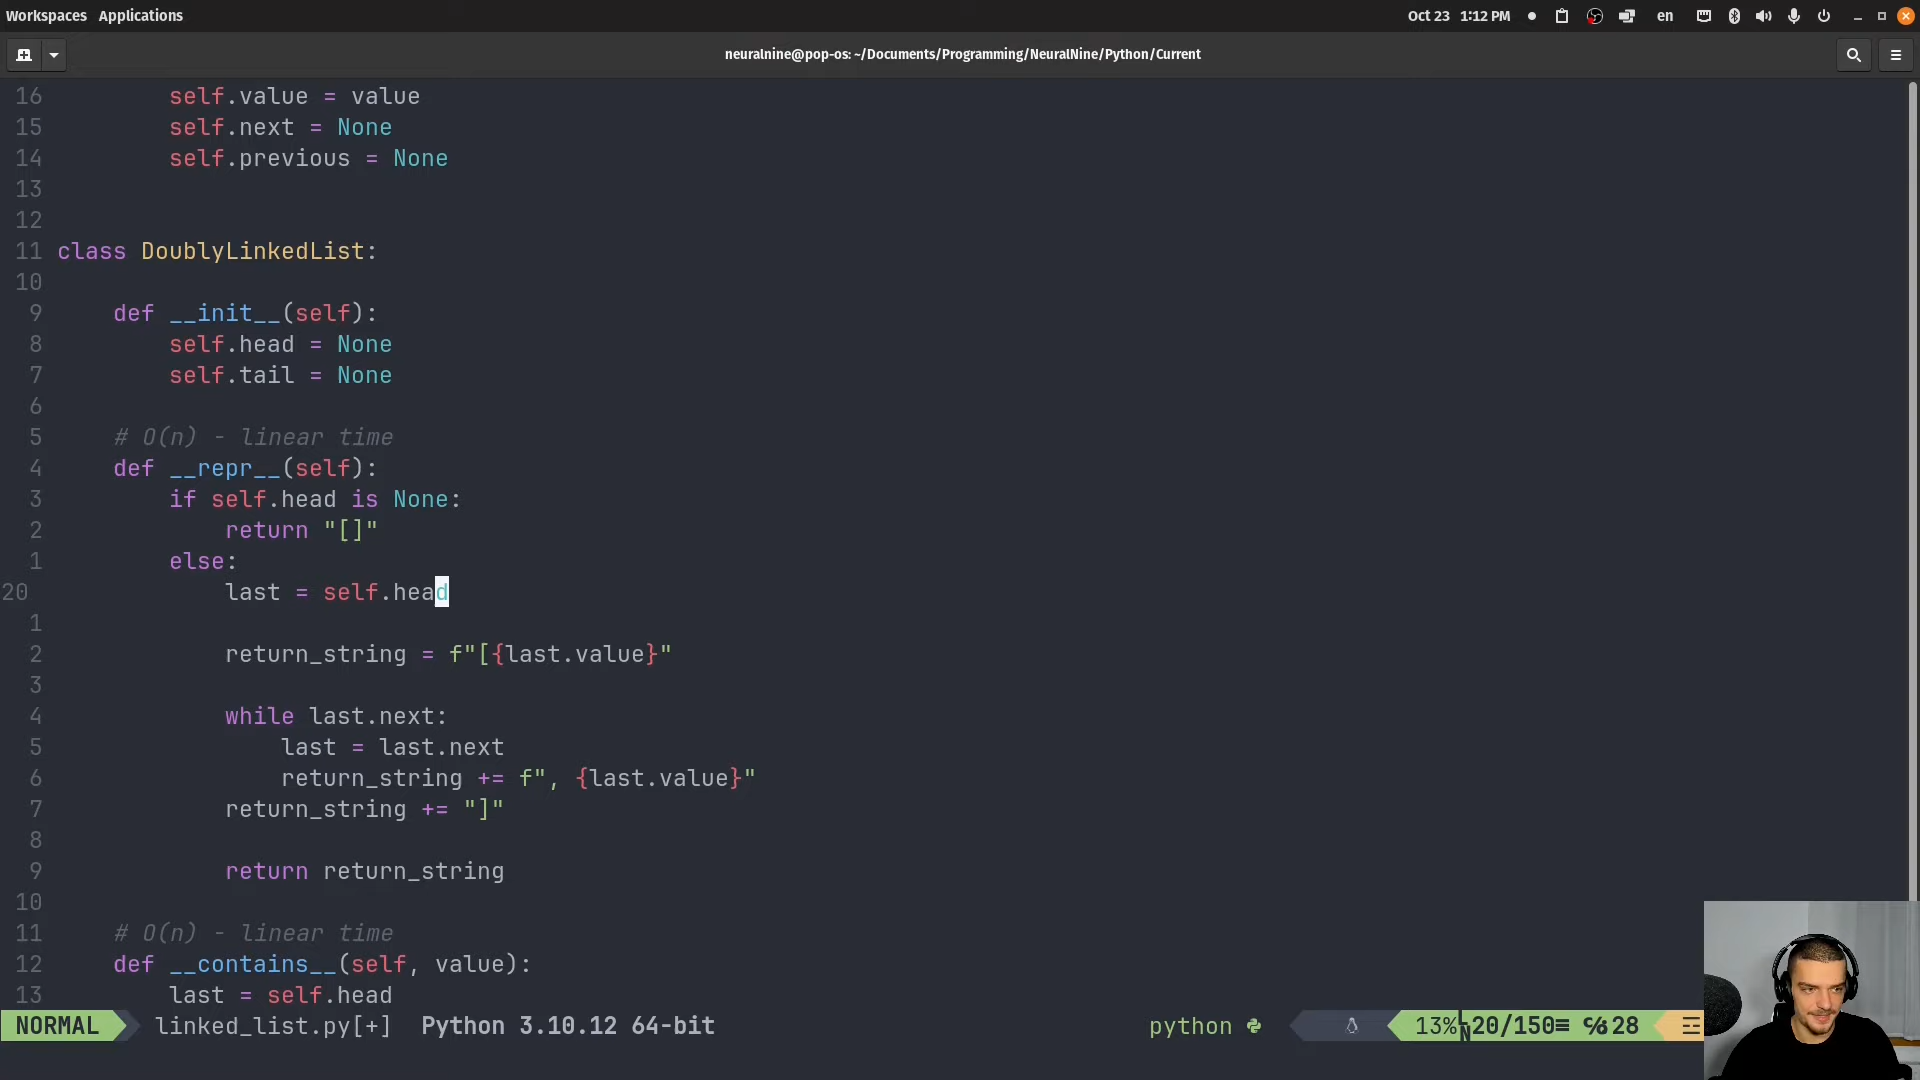 Workspaces Applications
Oct 23 1:12 PM
en
neuralnine@pop-os: ~/Documents/Programming/NeuralNine/Python/Current
16 self.value = value
15 self.next = None
14 self.previous = None
13
12
11 class DoublyLinkedList:
10
9 def __init__(self):
8 self.head = None
7 self.tail = None
6
5 # O(n) - linear time
4 def __repr__(self):
3 if self.head is None:
2 return "[]"
1 else:
20 last = self.head
1
2 return_string = f"[{last.value}"
3
4 while last.next:
5 last = last.next
6 return_string += f", {last.value}"
7 return_string += "]"
8
9 return return_string
10
11 # O(n) - linear time
12 def __contains__(self, value):
13 last = self.head
NORMAL linked_list.py[+] Python 3.10.12 64-bit python 13% LN 20/150≡ ℅28